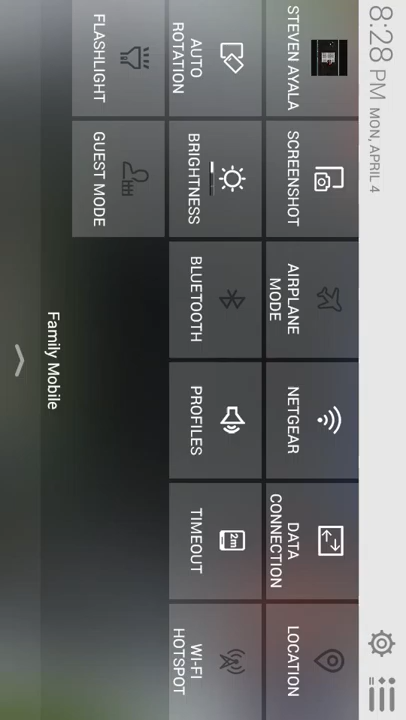 8:28 PM MON, APRIL 4
STEVEN AYALA
SCREENSHOT
AIRPLANE
MODE
NETGEAR
DATA
CONNECTION
LOCATION
AUTO
ROTATION
BRIGHTNESS
BLUETOOTH
PROFILES
2m
TIMEOUT
WI-FI
HOTSPOT
FLASHLIGHT
GUEST MODE
Family Mobile